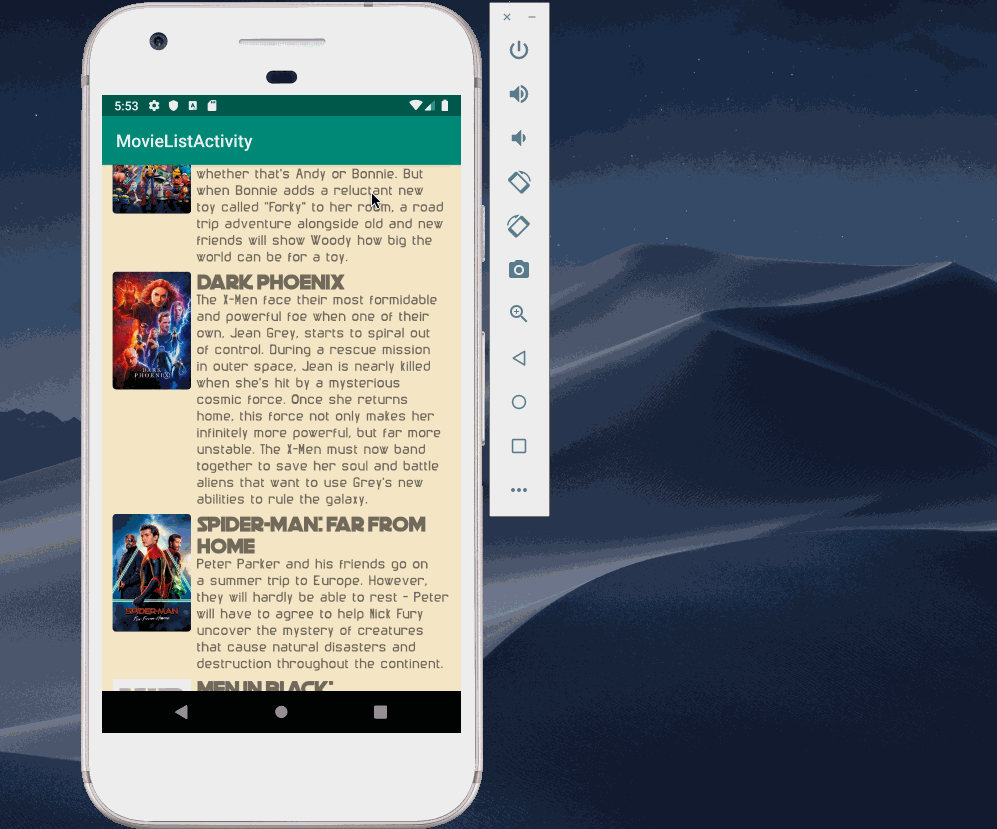 5:53
MovieListActivity
whether that's Andy or Bonnie. But
when Bonnie adds a reluctant new
toy called "Forky" to her room, a road
trip adventure alongside old and new
friends will show Woody how big the
world can be for a toy.
DARK PHOENIX
The X-Men face their most formidable
and powerful foe when one of their
own, Jean Grey, starts to spiral out
of control. During a rescue mission
in outer space, Jean is nearly killed
when she's hit by a mysterious
cosmic force. Once she returns
home, this force not only makes her
infinitely more powerful, but far more
unstable. The X-Men must now band
together to save her soul and battle
aliens that want to use Grey's new
abilities to rule the galaxy.
DARK
PHOENIX
SPIDER-MAN: FAR FROM
HOME
Peter Parker and his friends go on
a summer trip to Europe. However,
they will hardly be able to rest - Peter
will have to agree to help Nick Fury
uncover the mystery of creatures
that cause natural disasters and
destruction throughout the continent.
SPIDER-MAN
Far From Home
MEN IN BLACK: